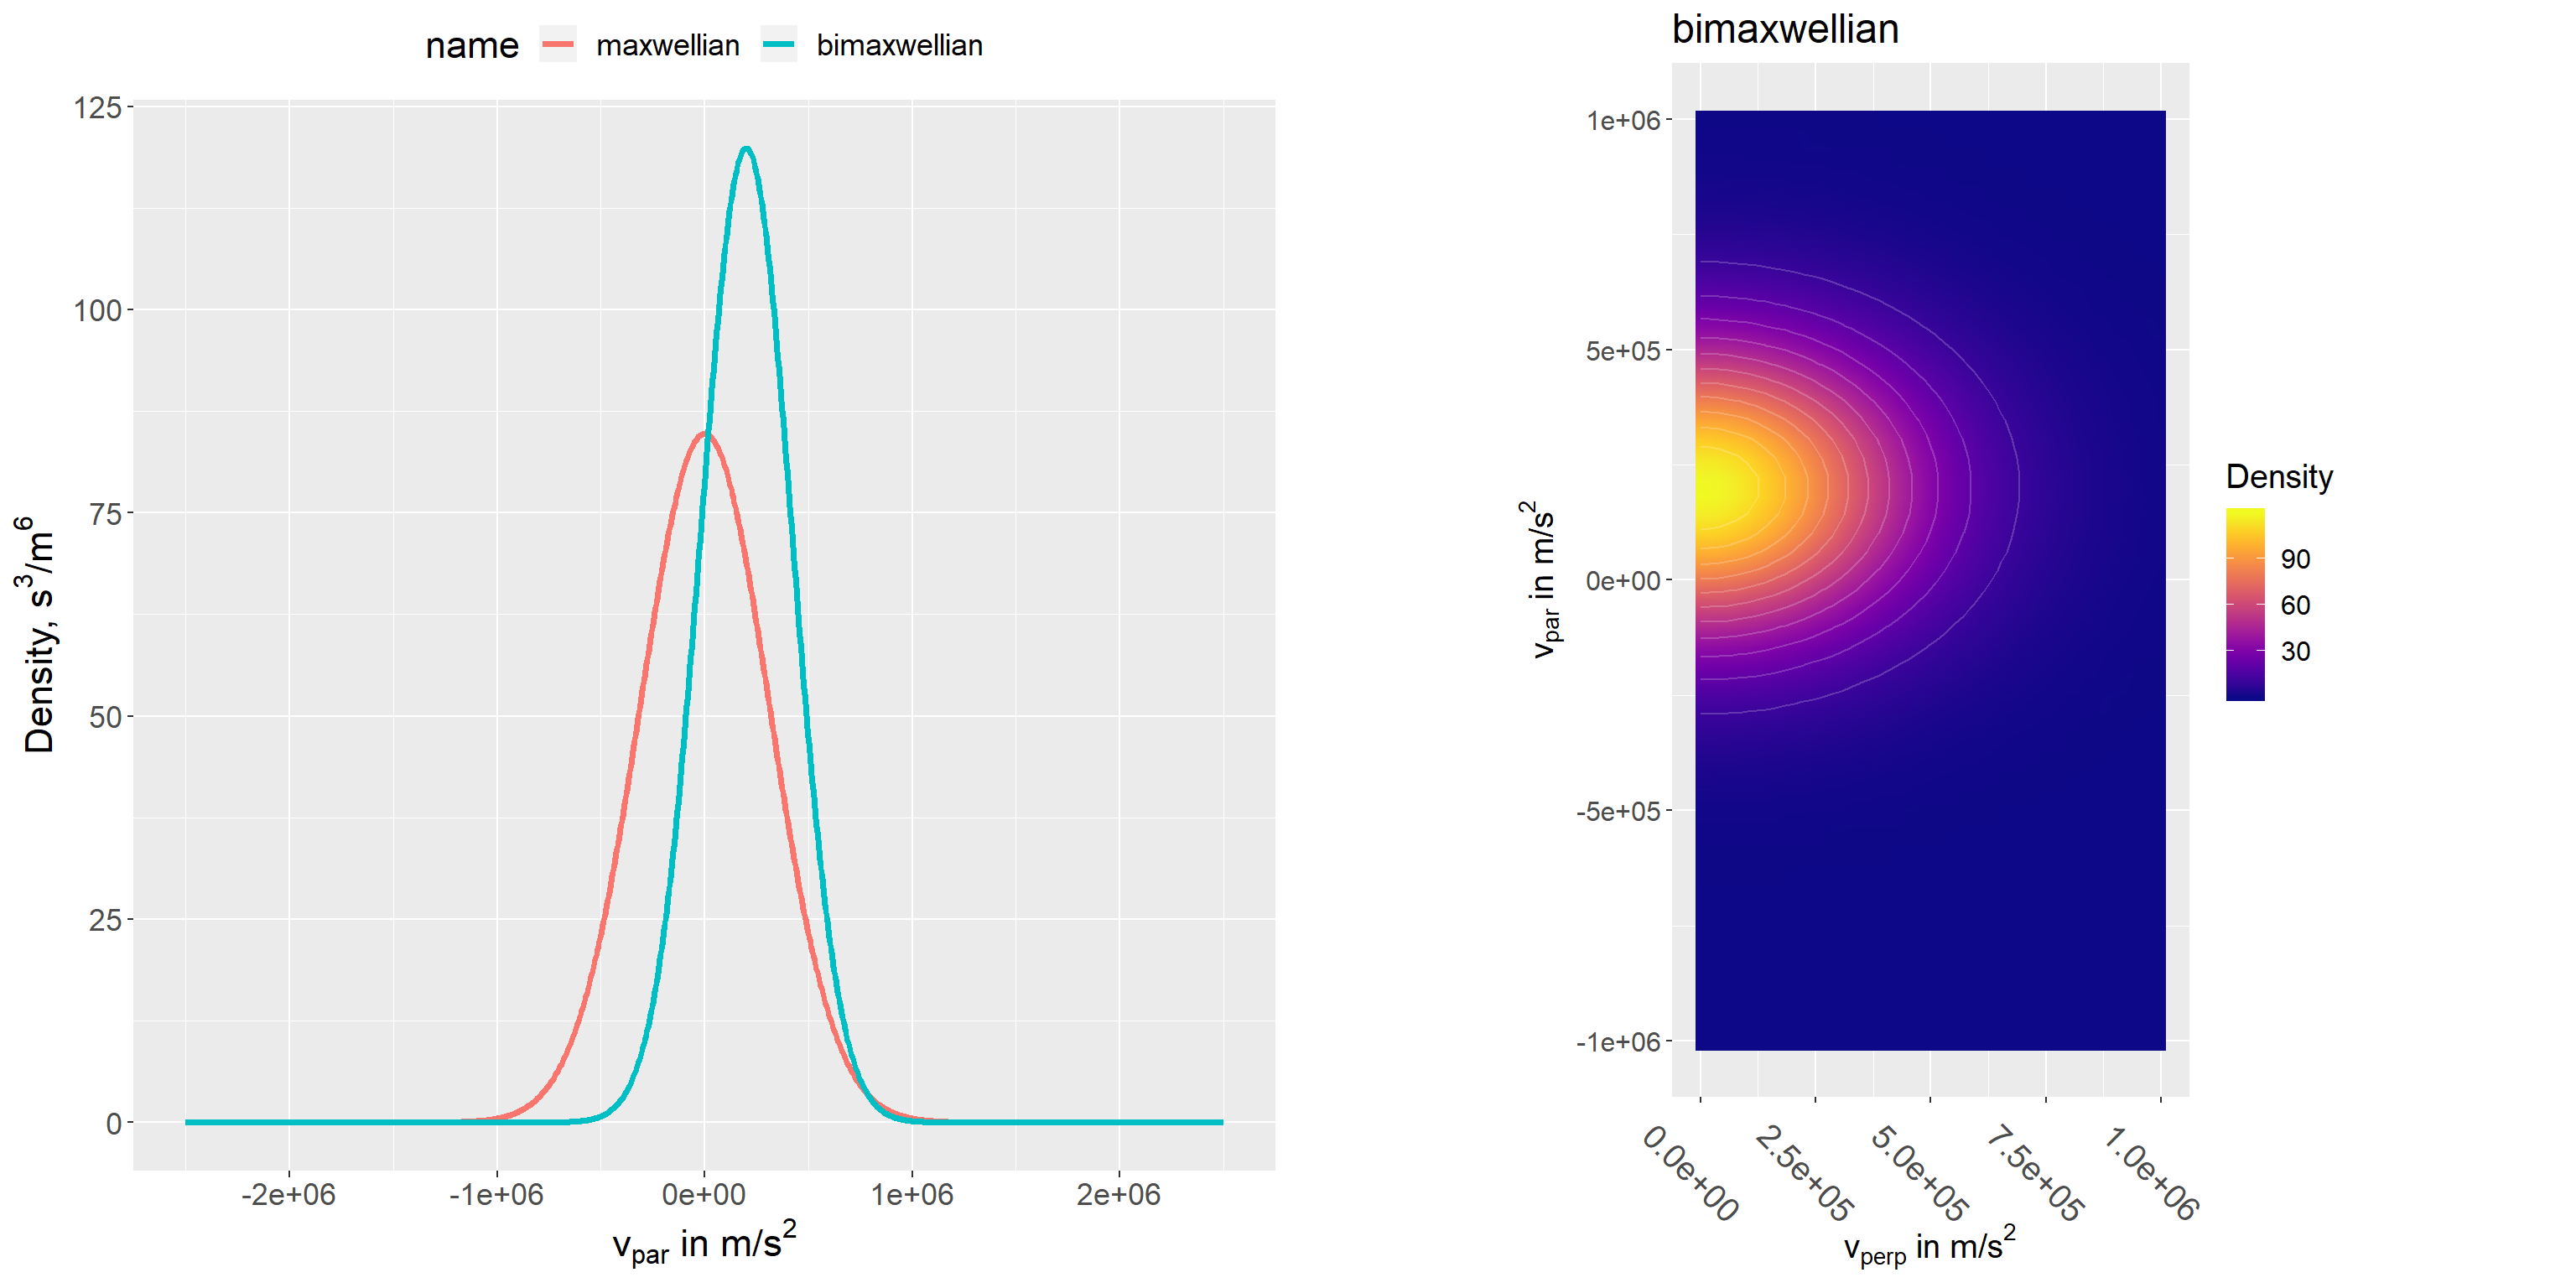 name maxwellian bimaxwellian
125
100
75
50
25
0
Density, s³/m⁶
-2e+06 -1e+06 0e+00 1e+06 2e+06
v_par in m/s²
bimaxwellian
1e+06
5e+05
0e+00
-5e+05
-1e+06
v_par in m/s²
0.0e+00 2.5e+05 5.0e+05 7.5e+05 1.0e+06
v_perp in m/s²
Density
90
60
30